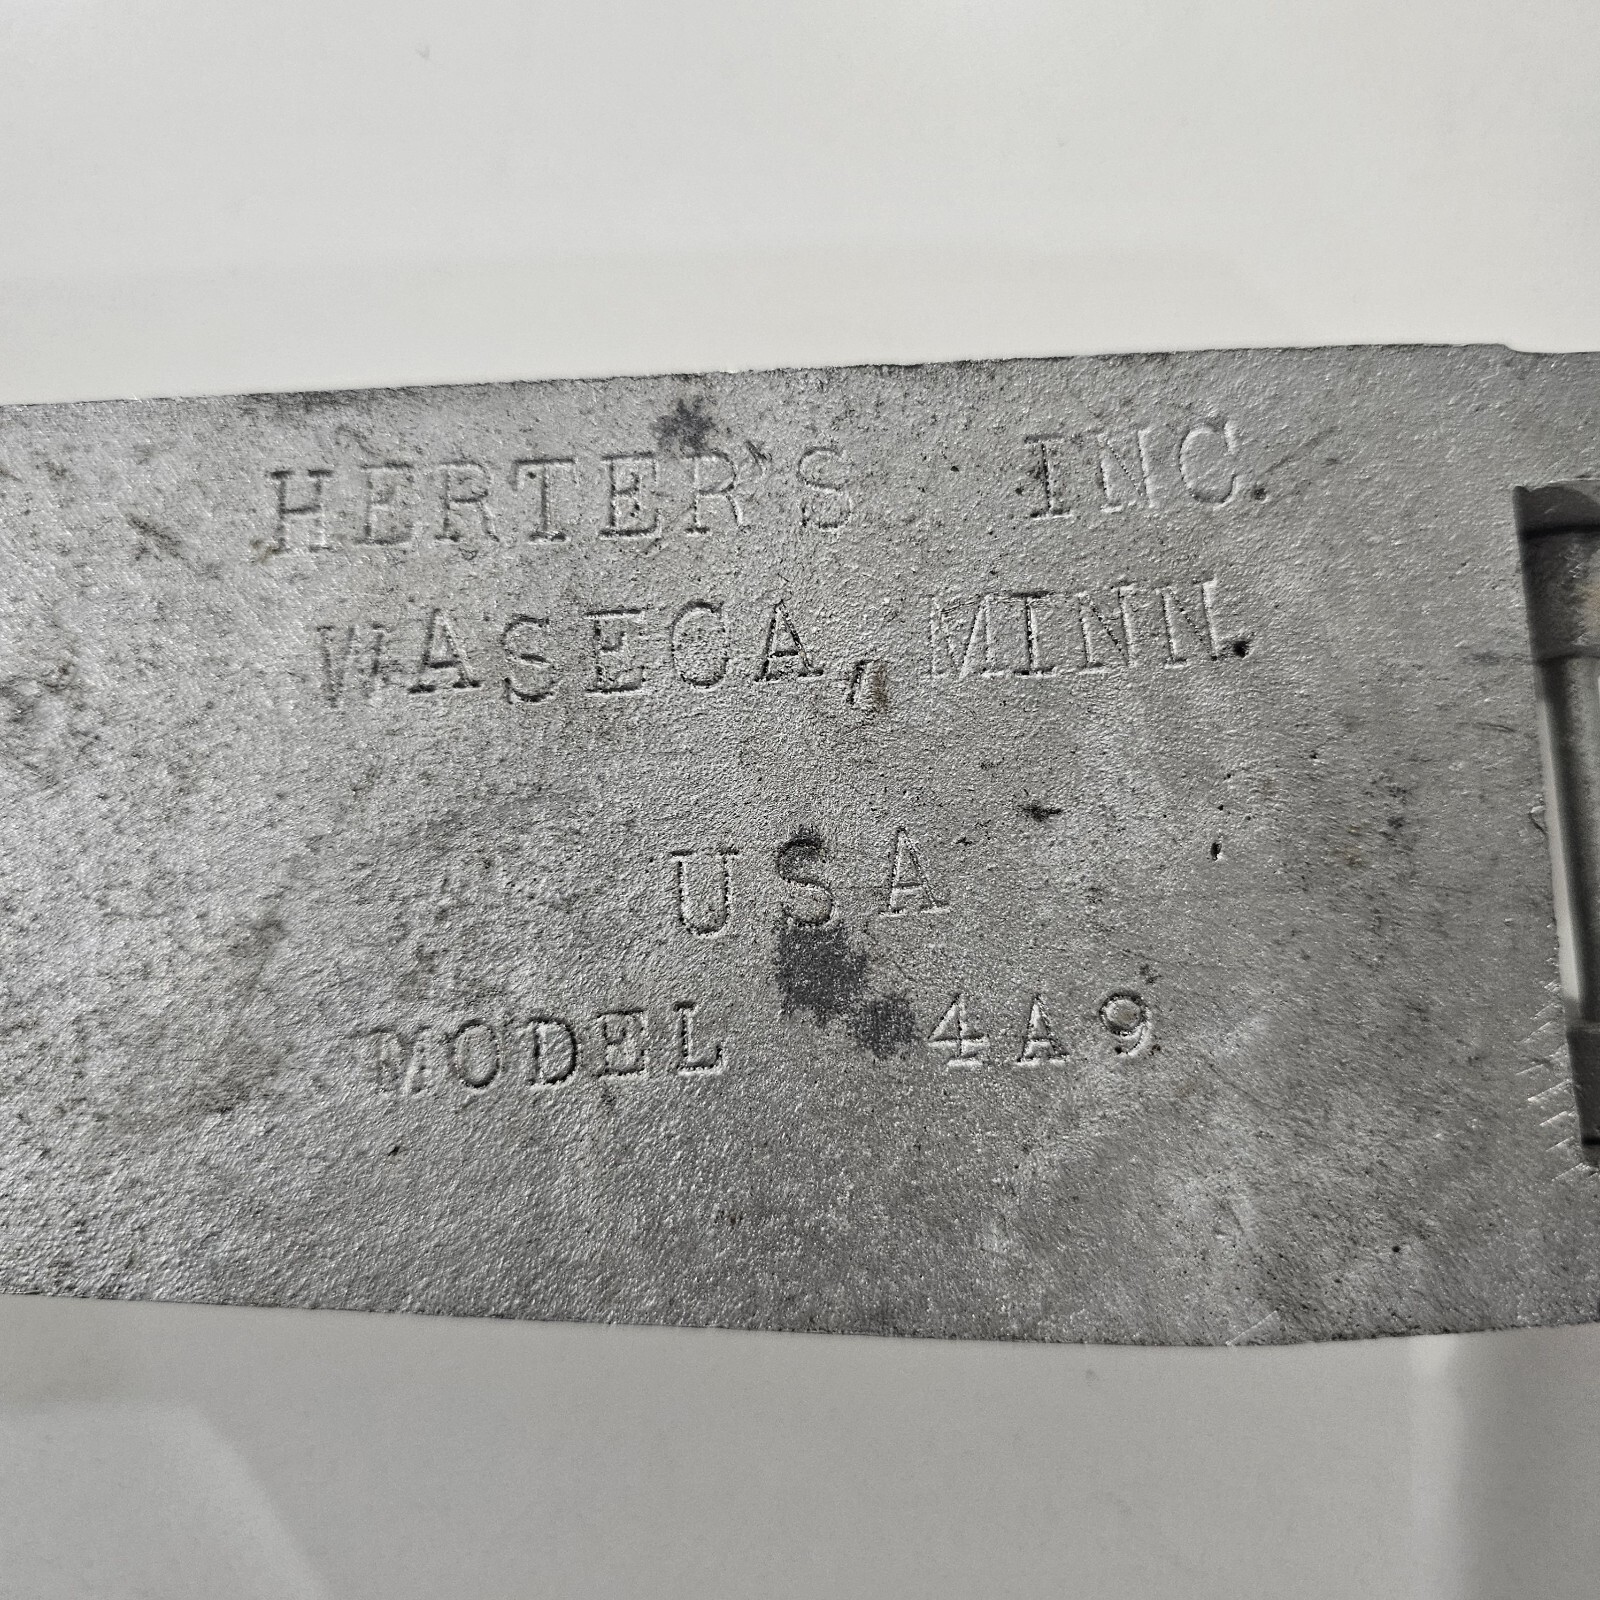 HERTER'S INC.
WASECA, MINN.
USA
MODEL 4A9